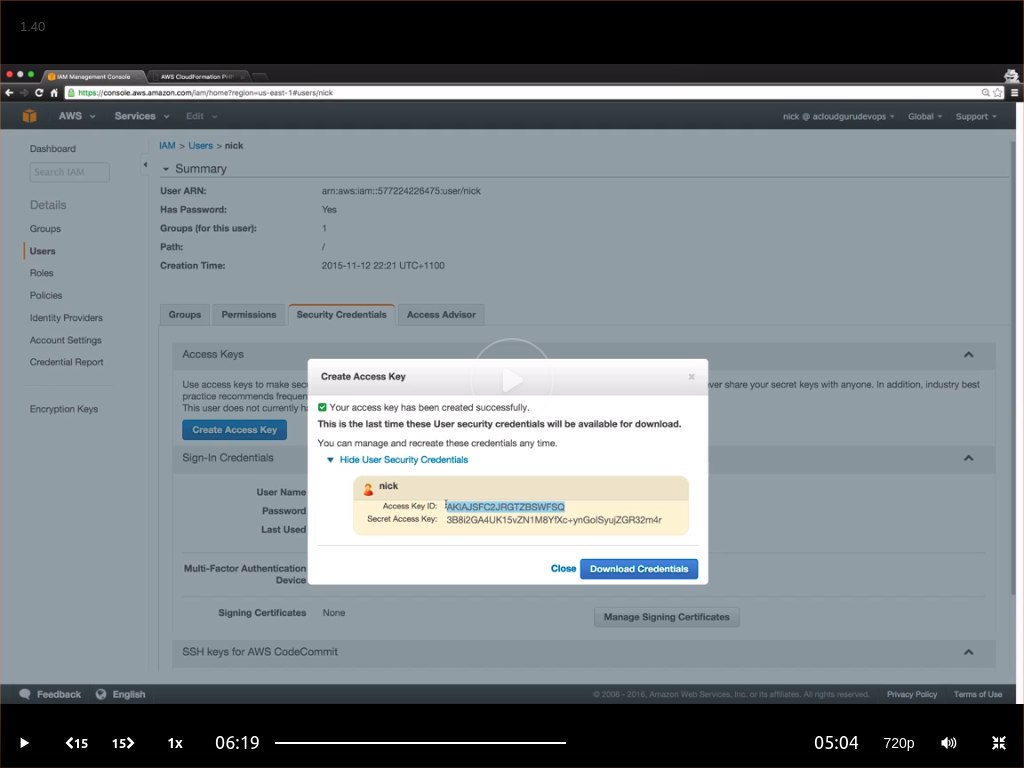 1.40
IAM Management Console
AWS CloudFormation PHP
https://console.aws.amazon.com/iam/home?region=us-east-1#users/nick
AWS Services Edit nick @ acloudgurudevops Global Support
Dashboard
Search IAM
Details
Groups
Users
Roles
Policies
Identity Providers
Account Settings
Credential Report
Encryption Keys
IAM > Users > nick
Summary
User ARN: arn:aws:iam::577224226475:user/nick
Has Password: Yes
Groups (for this user): 1
Path: /
Creation Time: 2015-11-12 22:21 UTC+1100
Groups Permissions Security Credentials Access Advisor
Access Keys
Use access keys to make ever share your secret keys with anyone. In addition, industry best
practice recommends
This user does not currently
Create Access Key
Sign-In Credentials
User Name
Password
Last Used
Multi-Factor Authentication
Device
Signing Certificates None Manage Signing Certificates
SSH keys for AWS CodeCommit
Create Access Key
Your access key has been created successfully.
This is the last time these User security credentials will be available for download.
You can manage and recreate these credentials any time.
Hide User Security Credentials
nick
Access Key ID: AKIAJSFC2JRGTZBSWFSQ
Secret Access Key:
Close Download Credentials
Feedback English © 2008 - 2016, Amazon Web Services, Inc. or its affiliates. All rights reserved. Privacy Policy Terms of Use
15 15 1x 06:19 05:04 720p